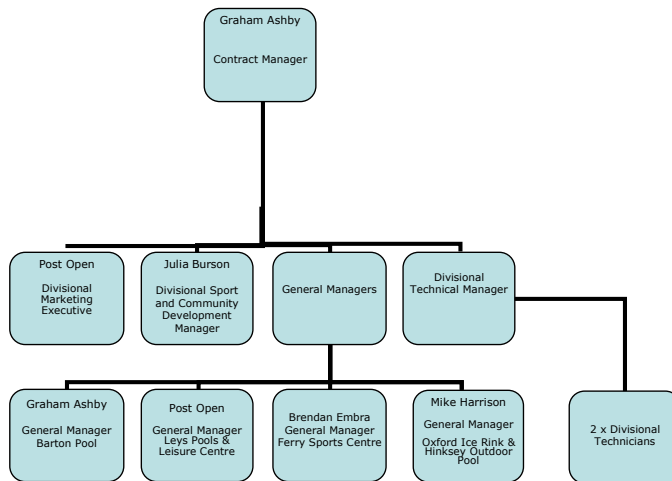 Graham Ashby
Contract Manager
Post Open
Divisional
Marketing
Executive
Julia Burson
Divisional Sport
and Community
Development
Manager
General Managers
Divisional
Technical Manager
Graham Ashby
General Manager
Barton Pool
Post Open
General Manager
Leys Pools &
Leisure Centre
Brendan Embra
General Manager
Ferry Sports Centre
Mike Harrison
General Manager
Oxford Ice Rink &
Hinksey Outdoor
Pool
2 x Divisional
Technicians